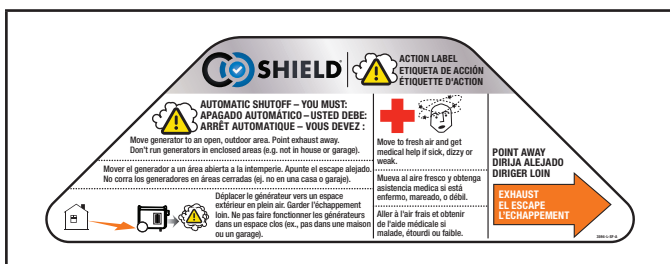 CO SHIELD®
ACTION LABEL
ETIQUETA DE ACCIÓN
ÉTIQUETTE D'ACTION
AUTOMATIC SHUTOFF – YOU MUST:
APAGADO AUTOMÁTICO – USTED DEBE:
ARRÊT AUTOMATIQUE – VOUS DEVEZ :
Move generator to an open, outdoor area. Point exhaust away.
Don't run generators in enclosed areas (e.g. not in house or garage).
Mover el generador a un área abierta a la intemperie. Apunte el escape alejado.
No corra los generadores en áreas cerradas (ej. no en una casa o garaje).
Déplacer le générateur vers un espace
extérieur en plein air. Garder l'échappement
loin. Ne pas faire fonctionner les générateurs
dans un espace clos (ex., pas dans une maison
ou un garage).
Move to fresh air and get
medical help if sick, dizzy or
weak.
Mueva al aire fresco y obtenga
asistencia medica si está
enfermo, mareado, o débil.
Aller à l'air frais et obtenir
de l'aide médicale si
malade, étourdi ou faible.
POINT AWAY
DIRIJA ALEJADO
DIRIGER LOIN
EXHAUST
EL ESCAPE
L'ECHAPPEMENT